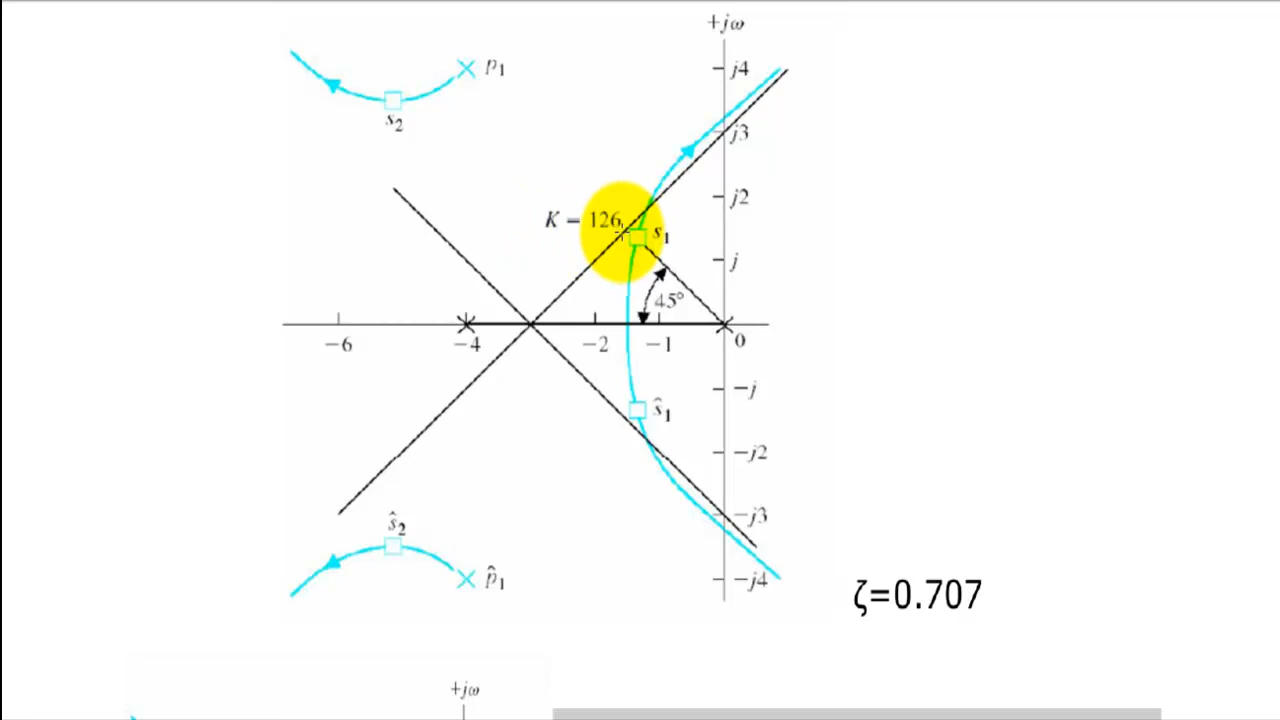 +jω
j4
p₁
s₂
j3
j2
K = 126
s₁
j
45°
−6
−4
−2
−1
0
−j
ŝ₁
−j2
−j3
ŝ₂
p̂₁
−j4
ζ=0.707
+jω